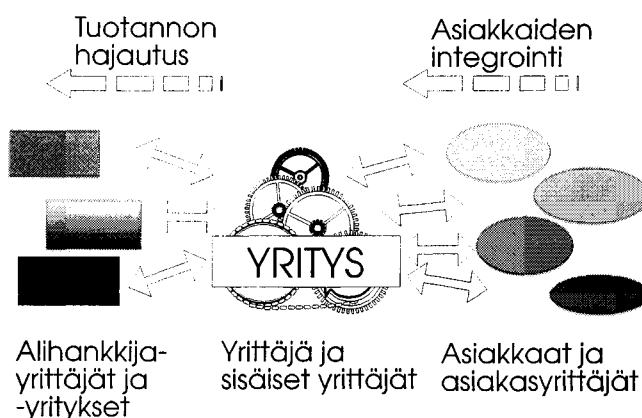 Tuotannon
hajautus
Asiakkaiden
integrointi
YRITYS
Alihankkija-
yrittäjät ja
-yritykset
Yrittäjä ja
sisäiset yrittäjät
Asiakkaat ja
asiakasyrittäjät